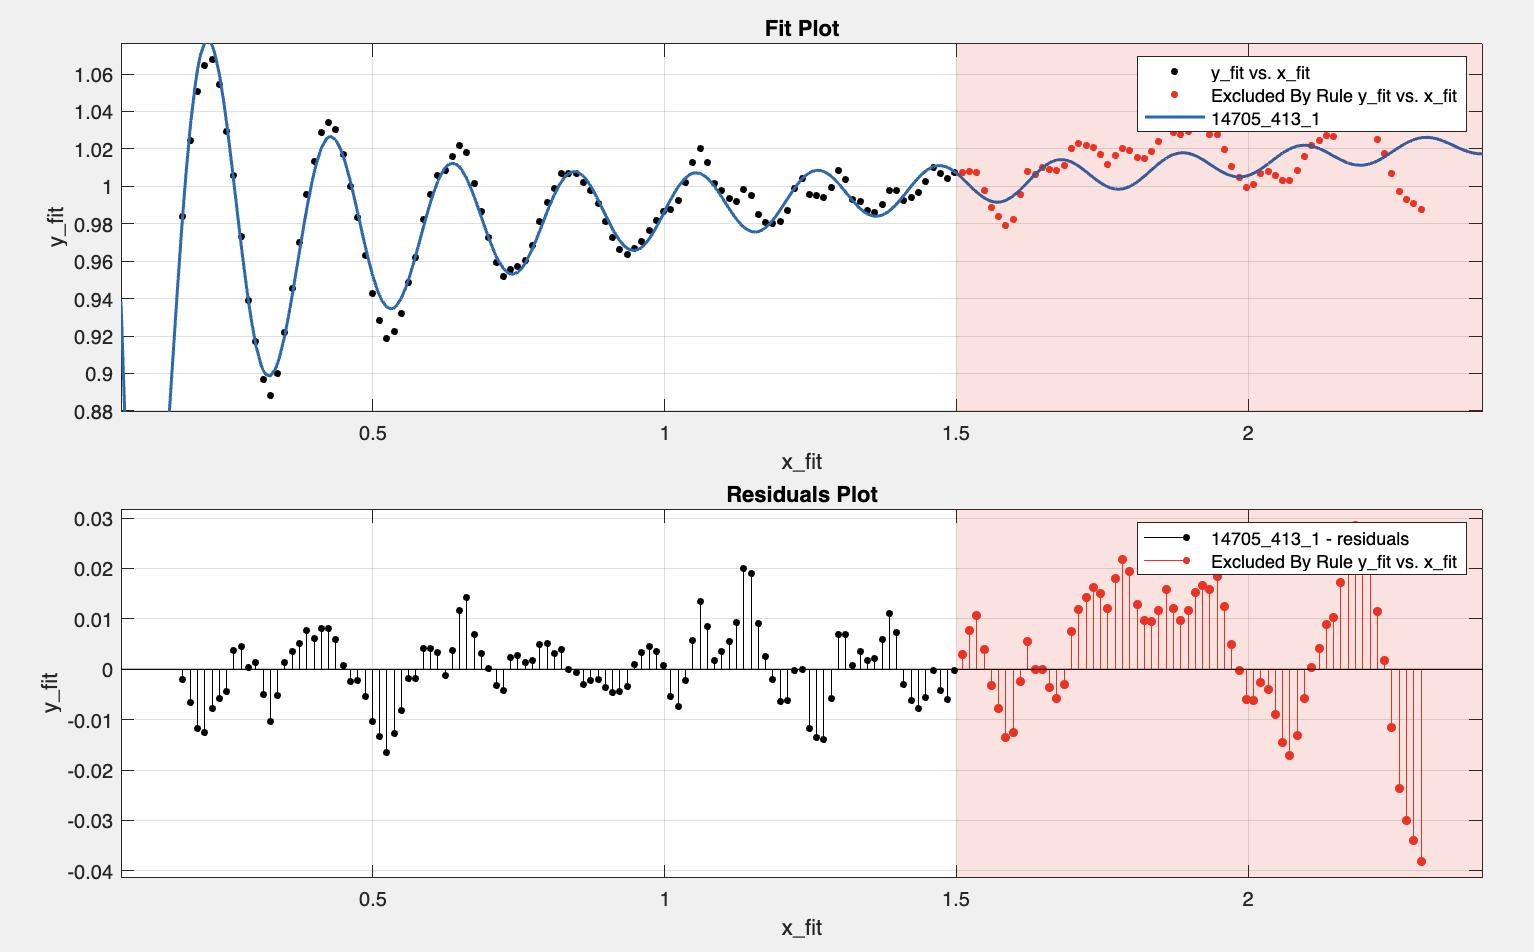 Fit Plot
y_fit vs. x_fit
Excluded By Rule y_fit vs. x_fit
14705_413_1
1.06
1.04
1.02
1
0.98
0.96
0.94
0.92
0.9
0.88
y_fit
0.5
1
1.5
2
x_fit
Residuals Plot
14705_413_1 - residuals
Excluded By Rule y_fit vs. x_fit
0.03
0.02
0.01
0
-0.01
-0.02
-0.03
-0.04
y_fit
0.5
1
1.5
2
x_fit